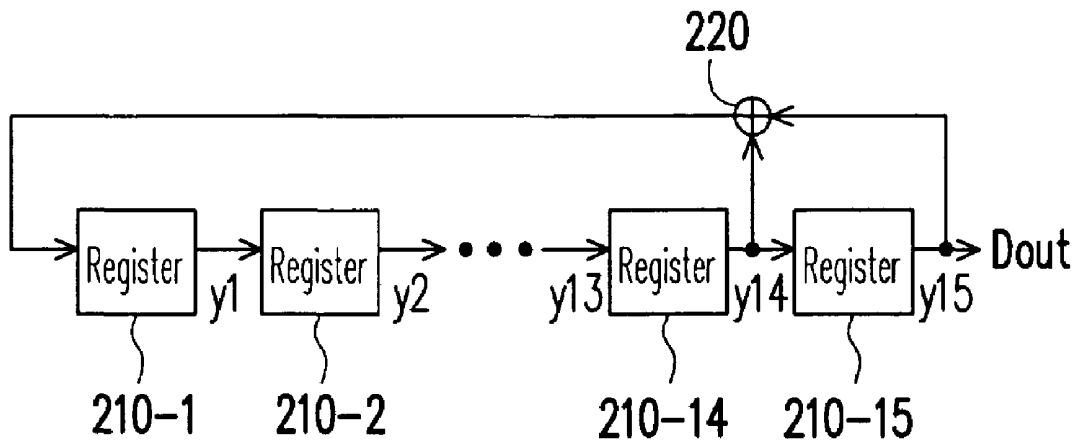 220
Register
Register
Register
Register
Dout
y1
y2
y13
y14
y15
210-1
210-2
210-14
210-15